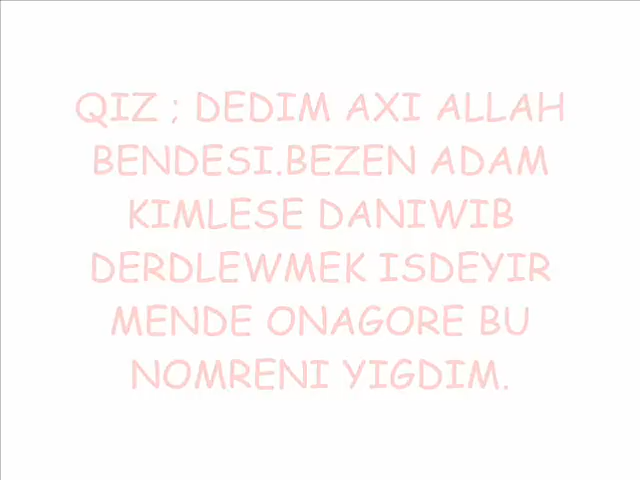 QIZ ; DEDIM AXI ALLAH
BENDESI.BEZEN ADAM
KIMLESE DANIWIB
DERDLEWMEK ISDEYIR
MENDE ONAGORE BU
NOMRENI YIGDIM.